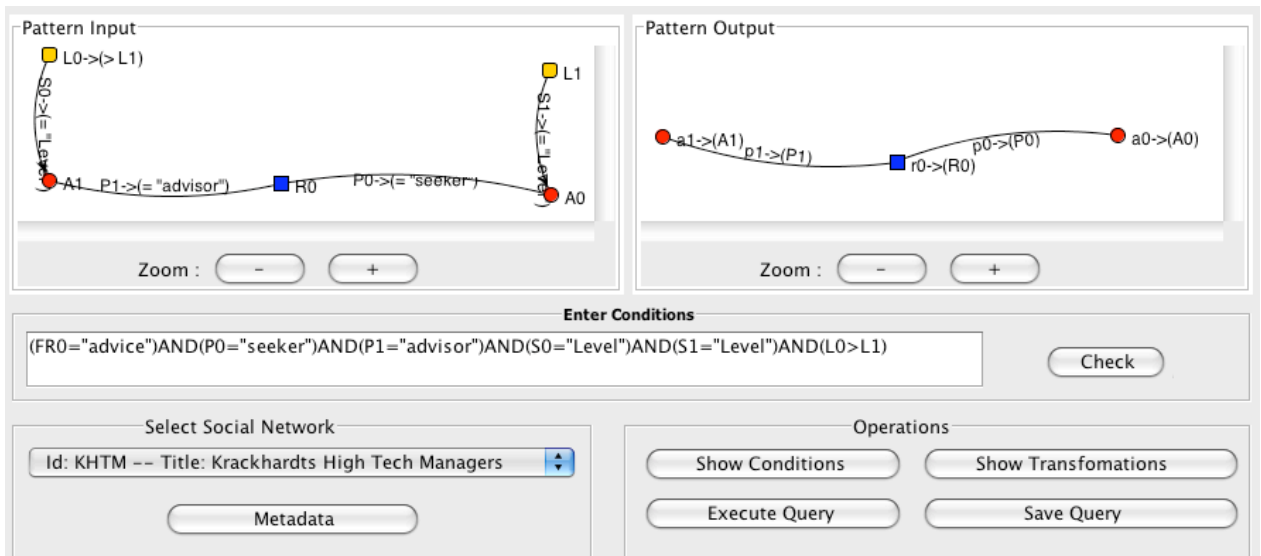 Pattern Input
L0->(> L1)
L1
S0->(= "Level")
S1->(= "Level")
A1
P1->(= "advisor")
R0
P0->(= "seeker")
A0
Zoom : - +
Pattern Output
a1->(A1)
p1->(P1)
r0->(R0)
p0->(P0)
a0->(A0)
Zoom : - +
Enter Conditions
(FR0="advice")AND(P0="seeker")AND(P1="advisor")AND(S0="Level")AND(S1="Level")AND(L0>L1)
Check
Select Social Network
Id: KHTM -- Title: Krackhardts High Tech Managers
Metadata
Operations
Show Conditions
Show Transfomations
Execute Query
Save Query